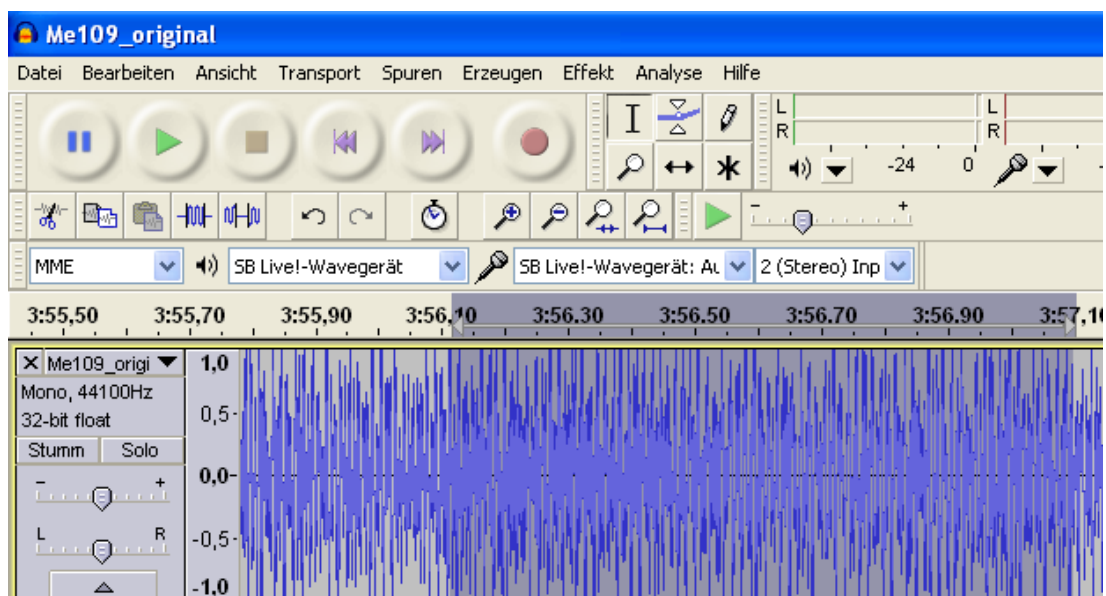 Me109_original
Datei Bearbeiten Ansicht Transport Spuren Erzeugen Effekt Analyse Hilfe
L L
R R
-24 0
- +
MME SB Live!-Wavegerät SB Live!-Wavegerät: Au 2 (Stereo) Inp
3:55,50 3:55,70 3:55,90 3:56,10 3:56.30 3:56.50 3:56.70 3:56.90 3:57,10
X Me109_origi 1,0
Mono, 44100Hz
32-bit float 0,5
Stumm Solo
- + 0,0
L R -0,5
-1,0